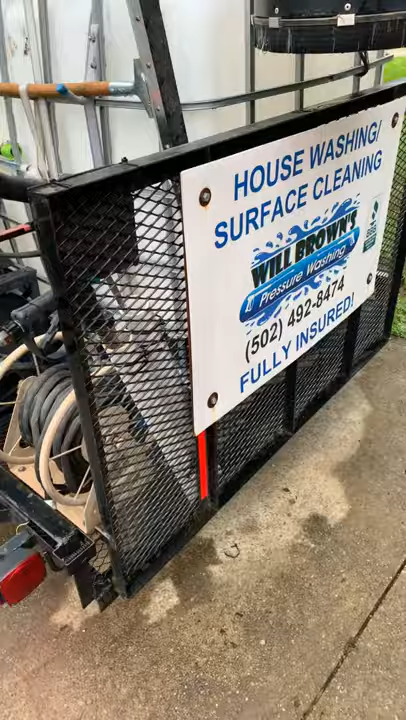 HOUSE WASHING/
SURFACE CLEANING
WILL BROWN'S
Pressure Washing
(502) 492-8474
FULLY INSURED!